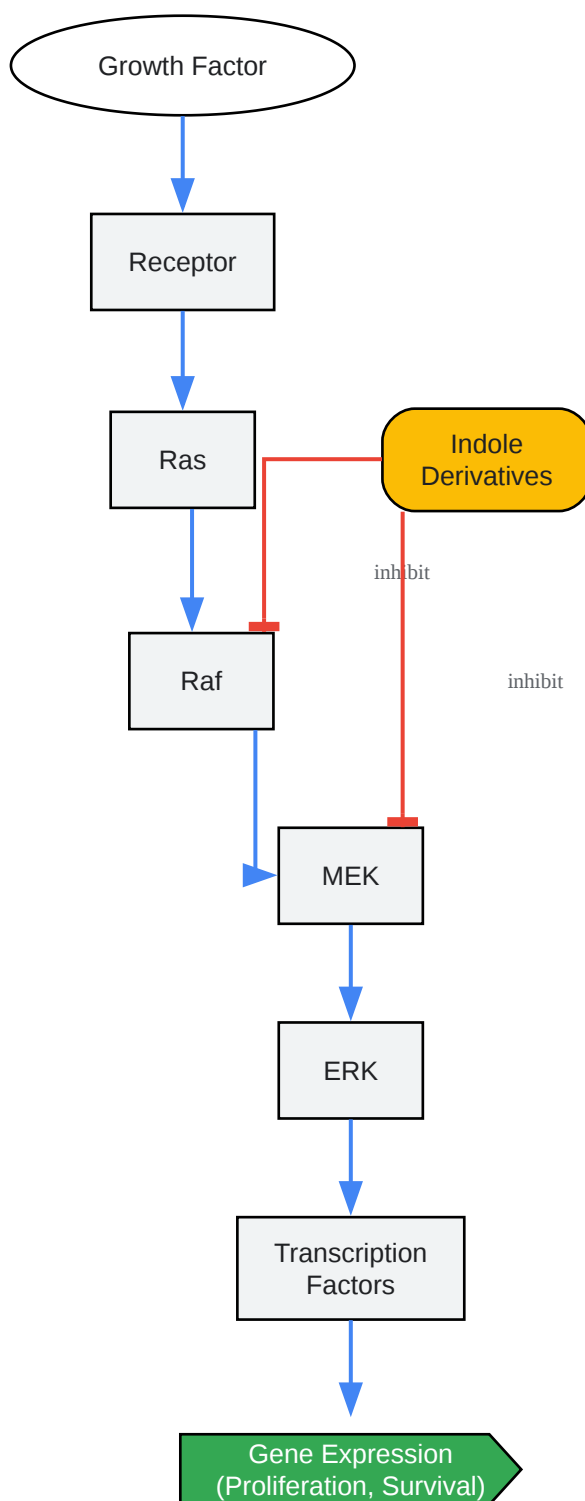 Growth Factor
Receptor
Ras
Indole
Derivatives
inhibit
Raf
inhibit
MEK
ERK
Transcription
Factors
Gene Expression
(Proliferation, Survival)